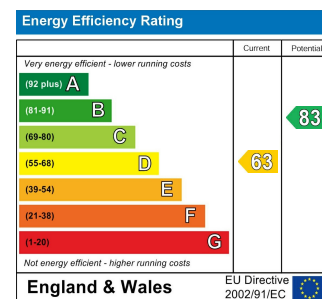 Energy Efficiency Rating
Current
Potential
Very energy efficient - lower running costs
(92 plus) A
(81-91) B
83
(69-80) C
(55-68) D
63
(39-54) E
(21-38) F
(1-20) G
Not energy efficient - higher running costs
England & Wales
EU Directive
2002/91/EC